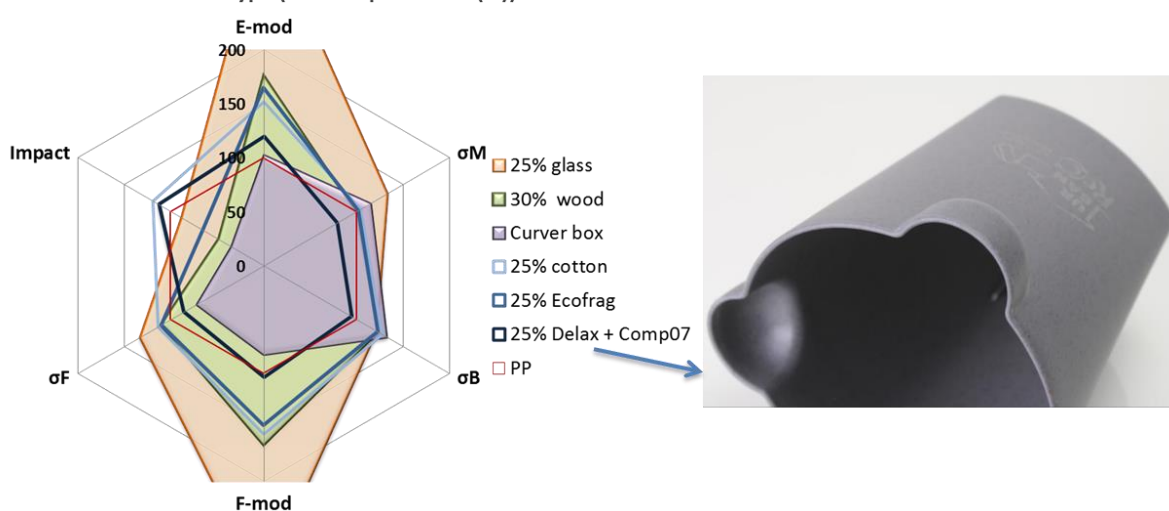 E-mod
200
150
100
50
0
Impact
σM
σF
σB
F-mod
25% glass
30% wood
Curver box
25% cotton
25% Ecofrag
25% Delax + Comp07
PP